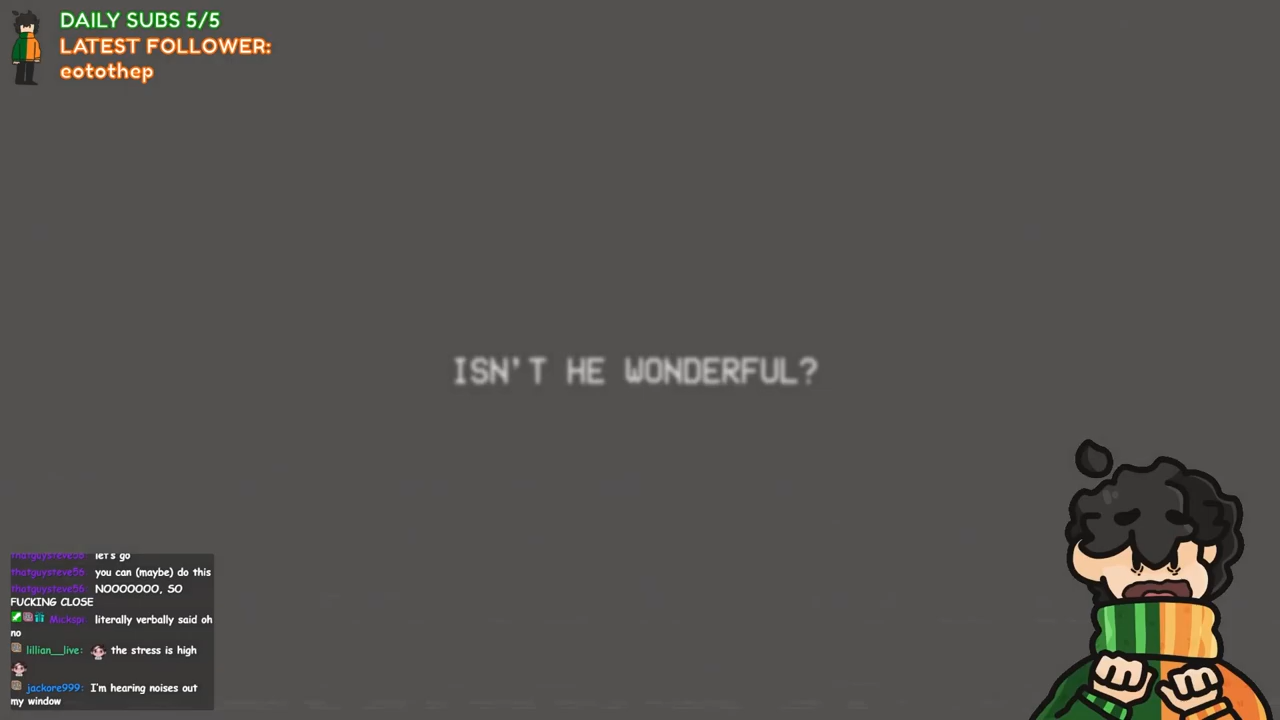 DAILY SUBS 5/5
LATEST FOLLOWER:
eotothep
ISN'T HE WONDERFUL?
thatguysteve56: let's go
thatguysteve56: you can (maybe) do this
thatguysteve56: NOOOOOOO, SO
FUCKING CLOSE
Mickspi: literally verbally said oh
no
lillian__live: the stress is high
jackore999: I'm hearing noises out
my window